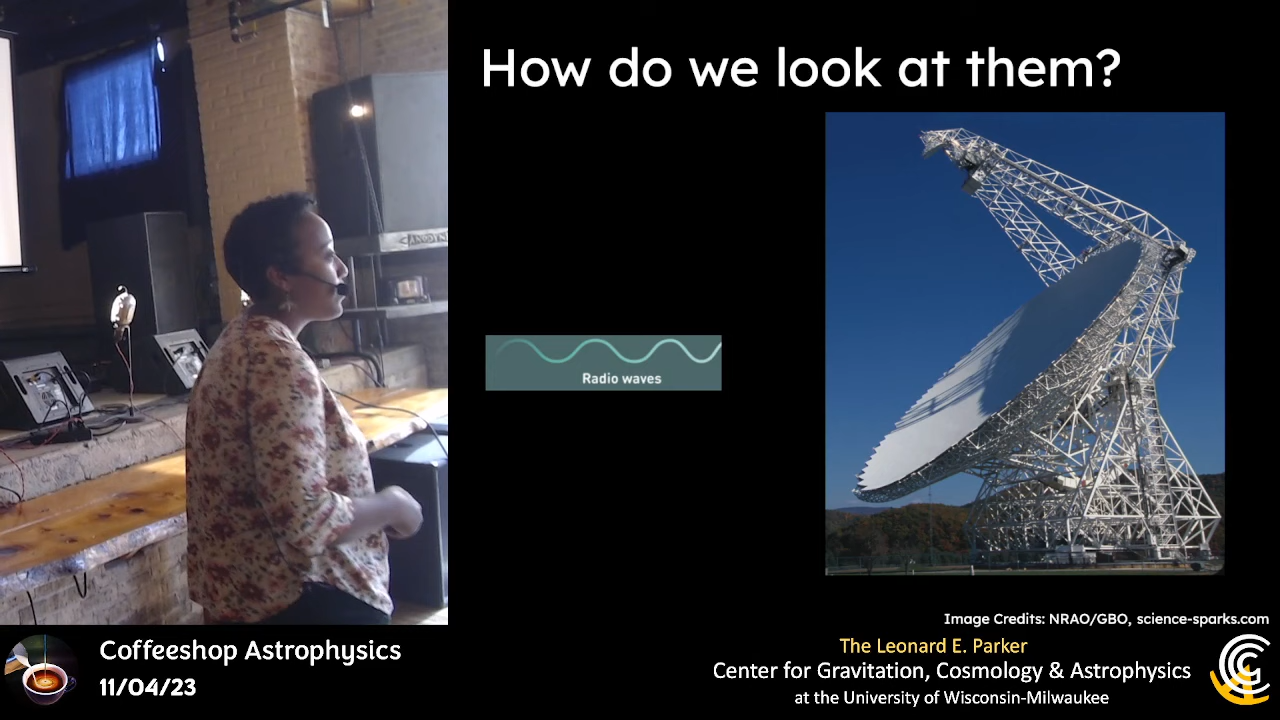 How do we look at them?
Radio waves
Image Credits: NRAO/GBO, science-sparks.com
Coffeeshop Astrophysics
11/04/23
The Leonard E. Parker
Center for Gravitation, Cosmology & Astrophysics
at the University of Wisconsin-Milwaukee